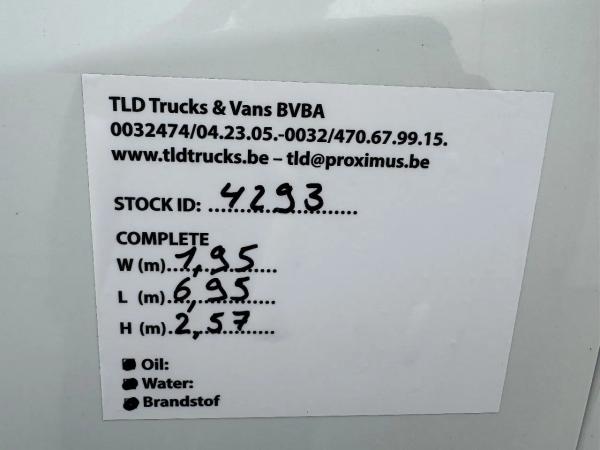 TLD Trucks & Vans BVBA
0032474/04.23.05.-0032/470.67.99.15.
www.tldtrucks.be – tld@proximus.be
STOCK ID: 4293
COMPLETE
W (m) 1,95
L (m) 6,95
H (m) 2,57
Oil:
Water:
Brandstof